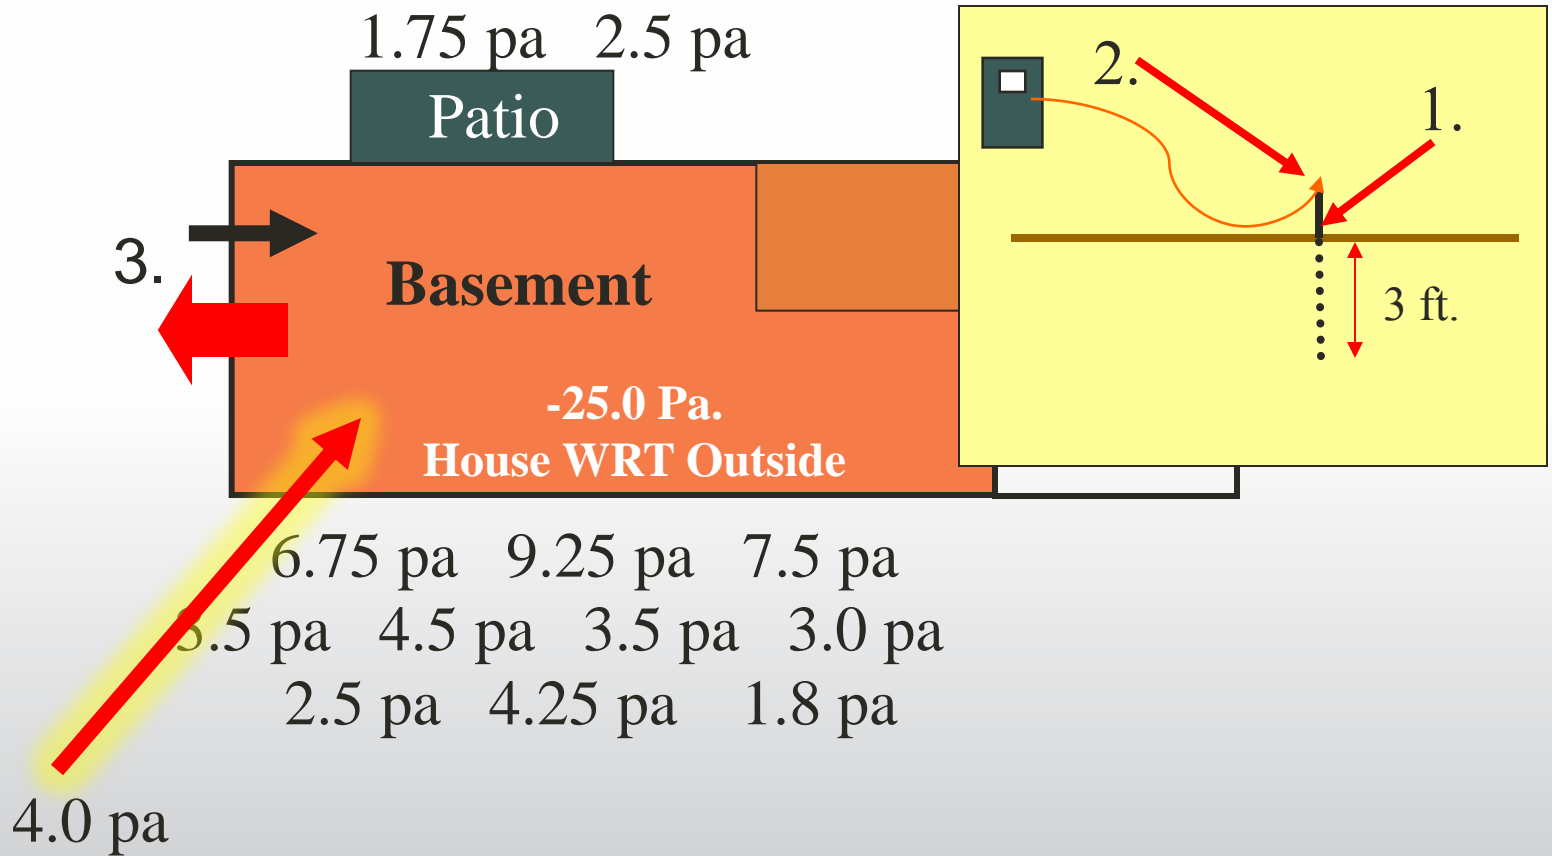 1.75 pa 2.5 pa
Patio
2.
1.
3.
Basement
3 ft.
-25.0 Pa.
House WRT Outside
6.75 pa 9.25 pa 7.5 pa
.5 pa 4.5 pa 3.5 pa 3.0 pa
2.5 pa 4.25 pa 1.8 pa
4.0 pa